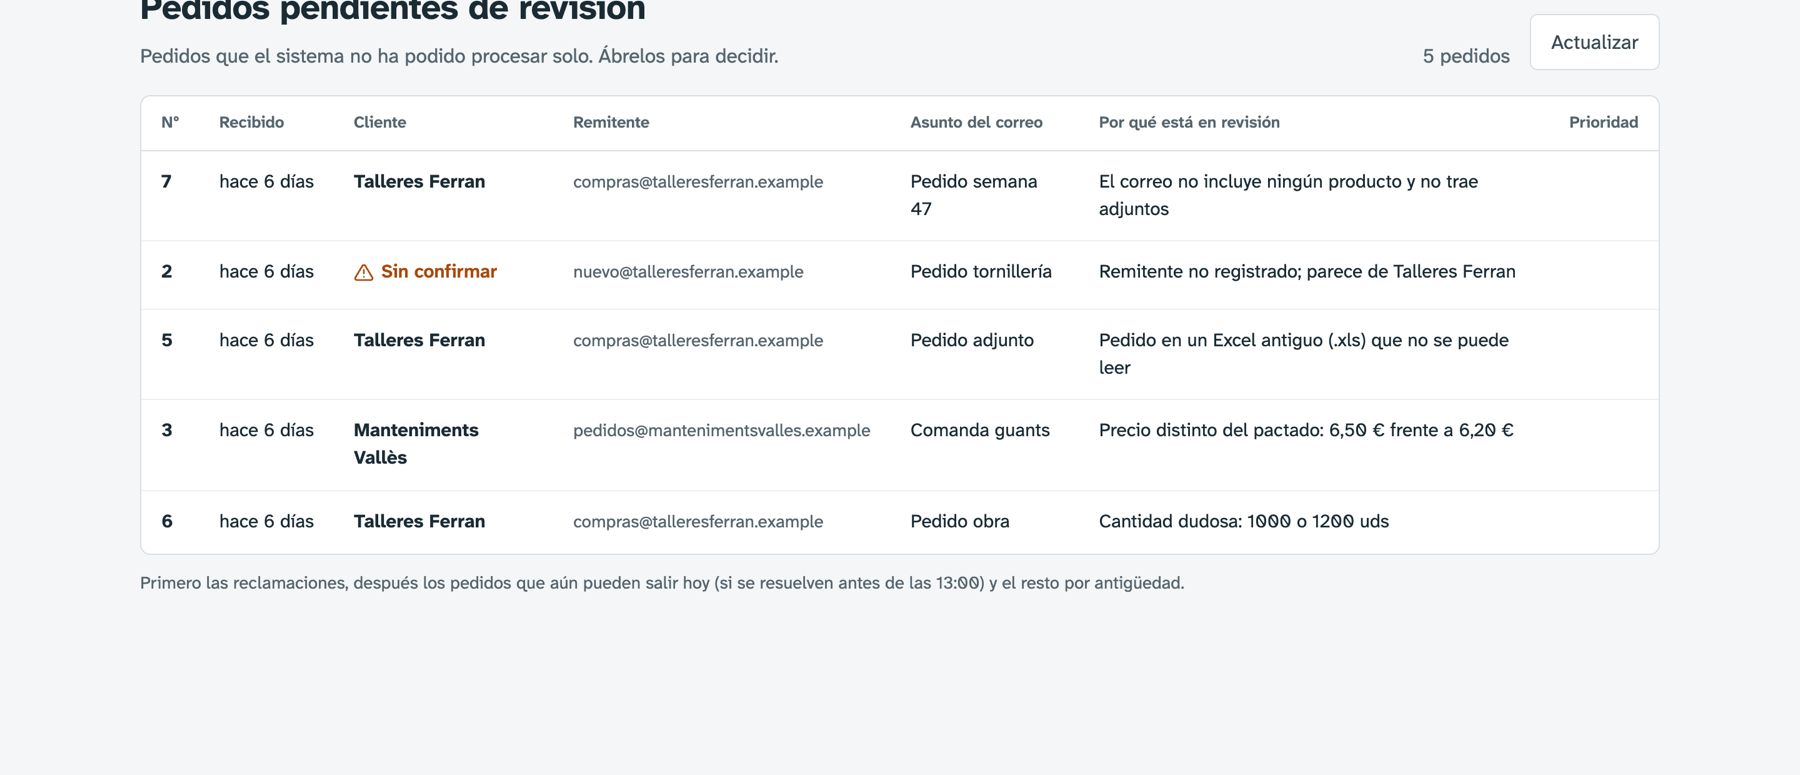 Pedidos pendientes de revisión
Pedidos que el sistema no ha podido procesar solo. Ábrelos para decidir.
5 pedidos
Actualizar
Nº Recibido Cliente Remitente Asunto del correo Por qué está en revisión Prioridad
7 hace 6 días Talleres Ferran compras@talleresferran.example Pedido semana El correo no incluye ningún producto y no trae
47 adjuntos
2 hace 6 días Sin confirmar nuevo@talleresferran.example Pedido tornillería Remitente no registrado; parece de Talleres Ferran
5 hace 6 días Talleres Ferran compras@talleresferran.example Pedido adjunto Pedido en un Excel antiguo (.xls) que no se puede
leer
3 hace 6 días Manteniments pedidos@mantenimentsvalles.example Comanda guants Precio distinto del pactado: 6,50 € frente a 6,20 €
Vallès
6 hace 6 días Talleres Ferran compras@talleresferran.example Pedido obra Cantidad dudosa: 1000 o 1200 uds
Primero las reclamaciones, después los pedidos que aún pueden salir hoy (si se resuelven antes de las 13:00) y el resto por antigüedad.